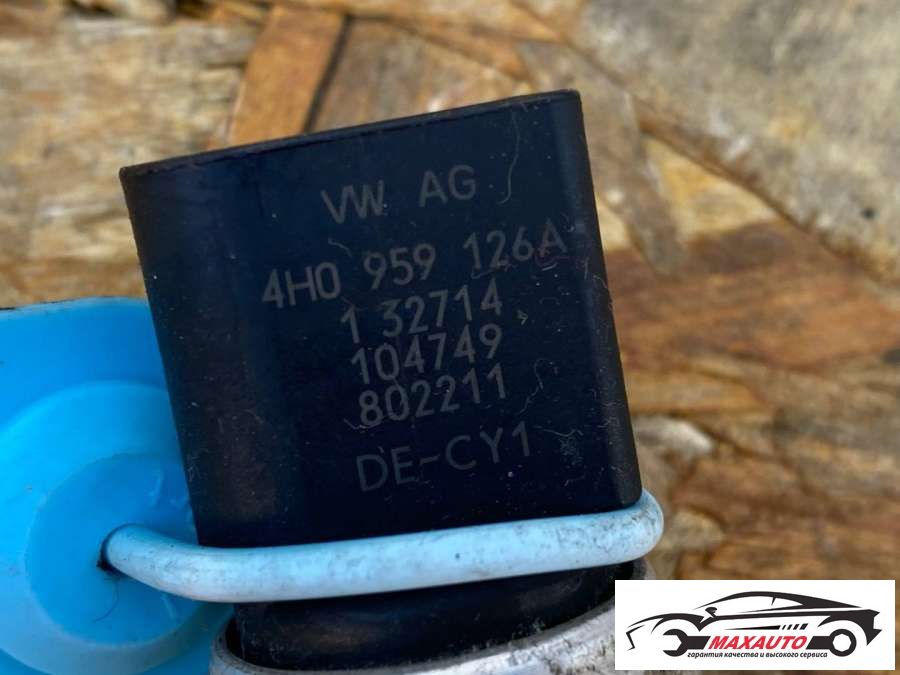 VW AG
4H0 959 126A
1 32714
104749
802211
DE-CY1
MAXAUTO
гарантия качества и высокого сервиса